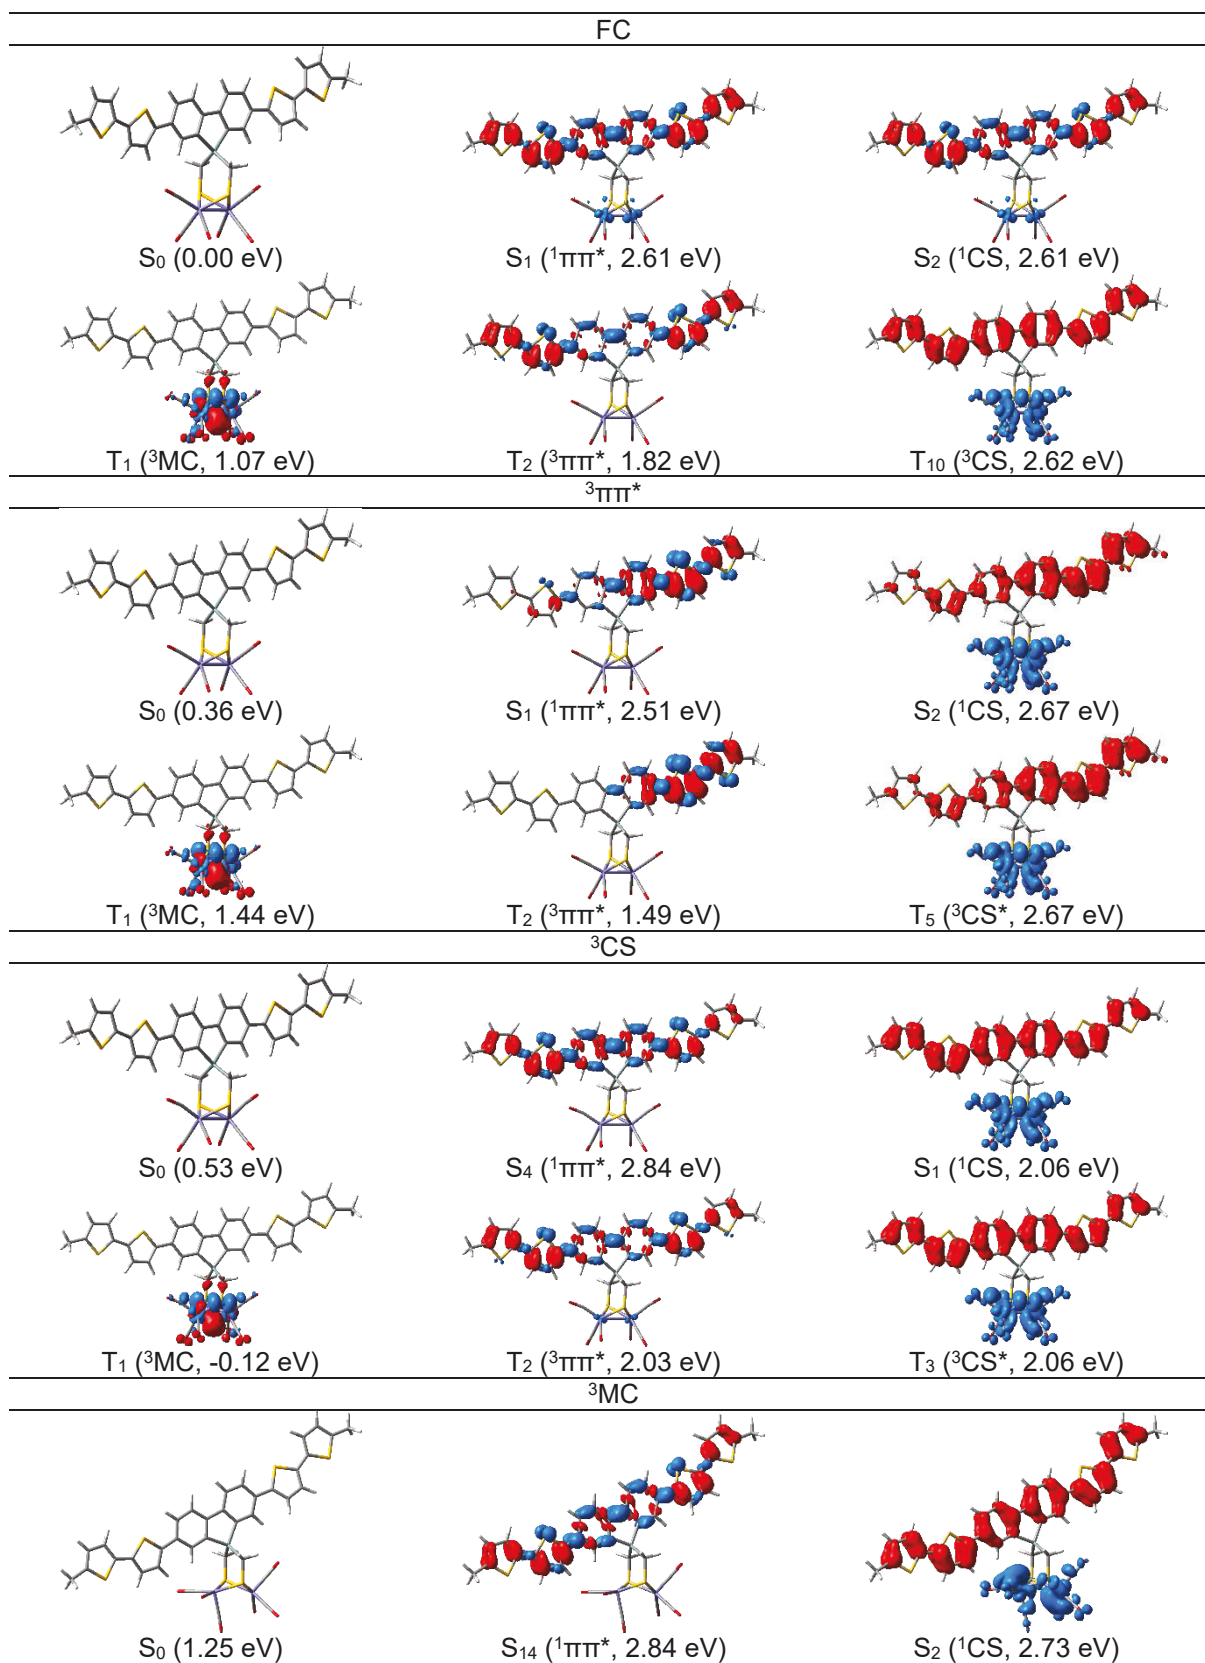 FC
S₀ (0.00 eV) S₁ (¹ππ*, 2.61 eV) S₂ (¹CS, 2.61 eV)
T₁ (³MC, 1.07 eV) T₂ (³ππ*, 1.82 eV) T₁₀ (³CS, 2.62 eV)
³ππ*
S₀ (0.36 eV) S₁ (¹ππ*, 2.51 eV) S₂ (¹CS, 2.67 eV)
T₁ (³MC, 1.44 eV) T₂ (³ππ*, 1.49 eV) T₅ (³CS*, 2.67 eV)
³CS
S₀ (0.53 eV) S₄ (¹ππ*, 2.84 eV) S₁ (¹CS, 2.06 eV)
T₁ (³MC, -0.12 eV) T₂ (³ππ*, 2.03 eV) T₃ (³CS*, 2.06 eV)
³MC
S₀ (1.25 eV) S₁₄ (¹ππ*, 2.84 eV) S₂ (¹CS, 2.73 eV)